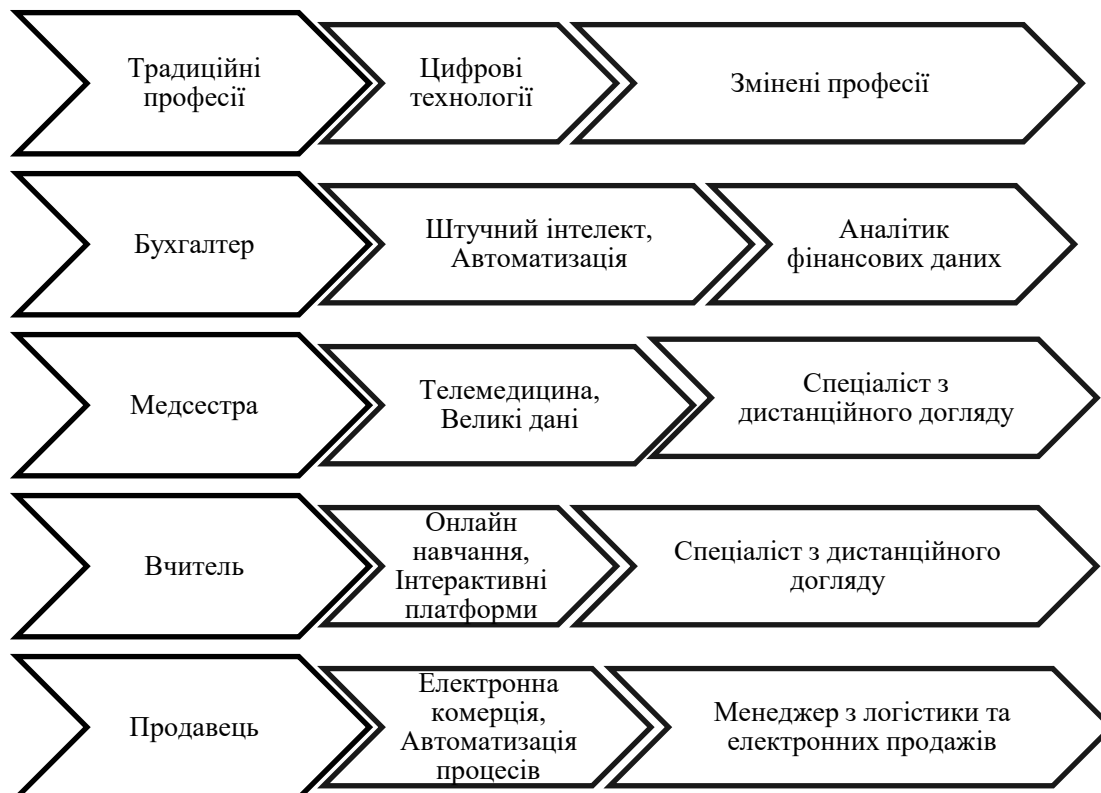 Традиційні
професії
Цифрові
технології
Змінені професії
Бухгалтер
Штучний інтелект,
Автоматизація
Аналітик
фінансових даних
Медсестра
Телемедицина,
Великі дані
Спеціаліст з
дистанційного догляду
Вчитель
Онлайн
навчання,
Інтерактивні
платформи
Спеціаліст з дистанційного
догляду
Продавець
Електронна
комерція,
Автоматизація
процесів
Менеджер з логістики та
електронних продажів